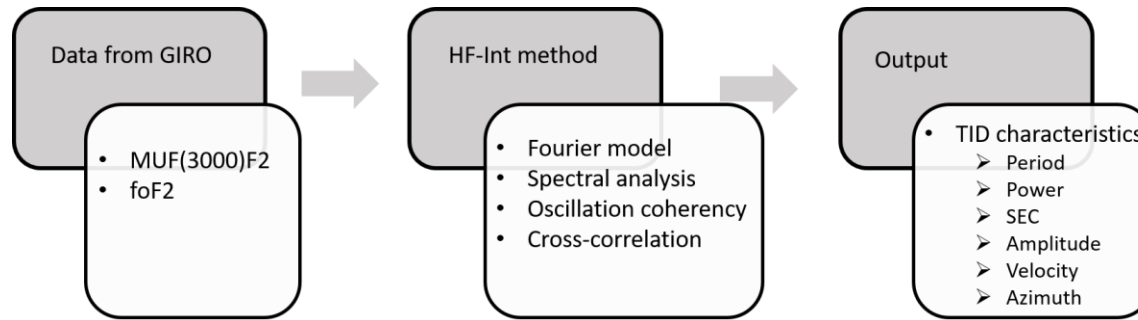 Data from GIRO
• MUF(3000)F2
• foF2
HF-Int method
• Fourier model
• Spectral analysis
• Oscillation coherency
• Cross-correlation
Output
• TID characteristics
➢ Period
➢ Power
➢ SEC
➢ Amplitude
➢ Velocity
➢ Azimuth